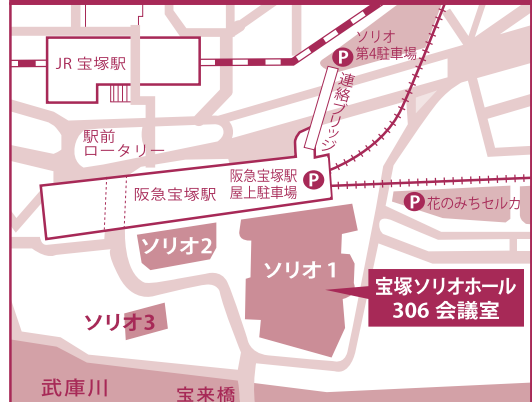 JR 宝塚駅
P
ソリオ
第4駐車場
連絡ブリッジ
駅前
ロータリー
阪急宝塚駅
阪急宝塚駅
屋上駐車場
P
P
花のみちセルカ
ソリオ2
ソリオ1
宝塚ソリオホール
306 会議室
ソリオ3
武庫川
宝来橋